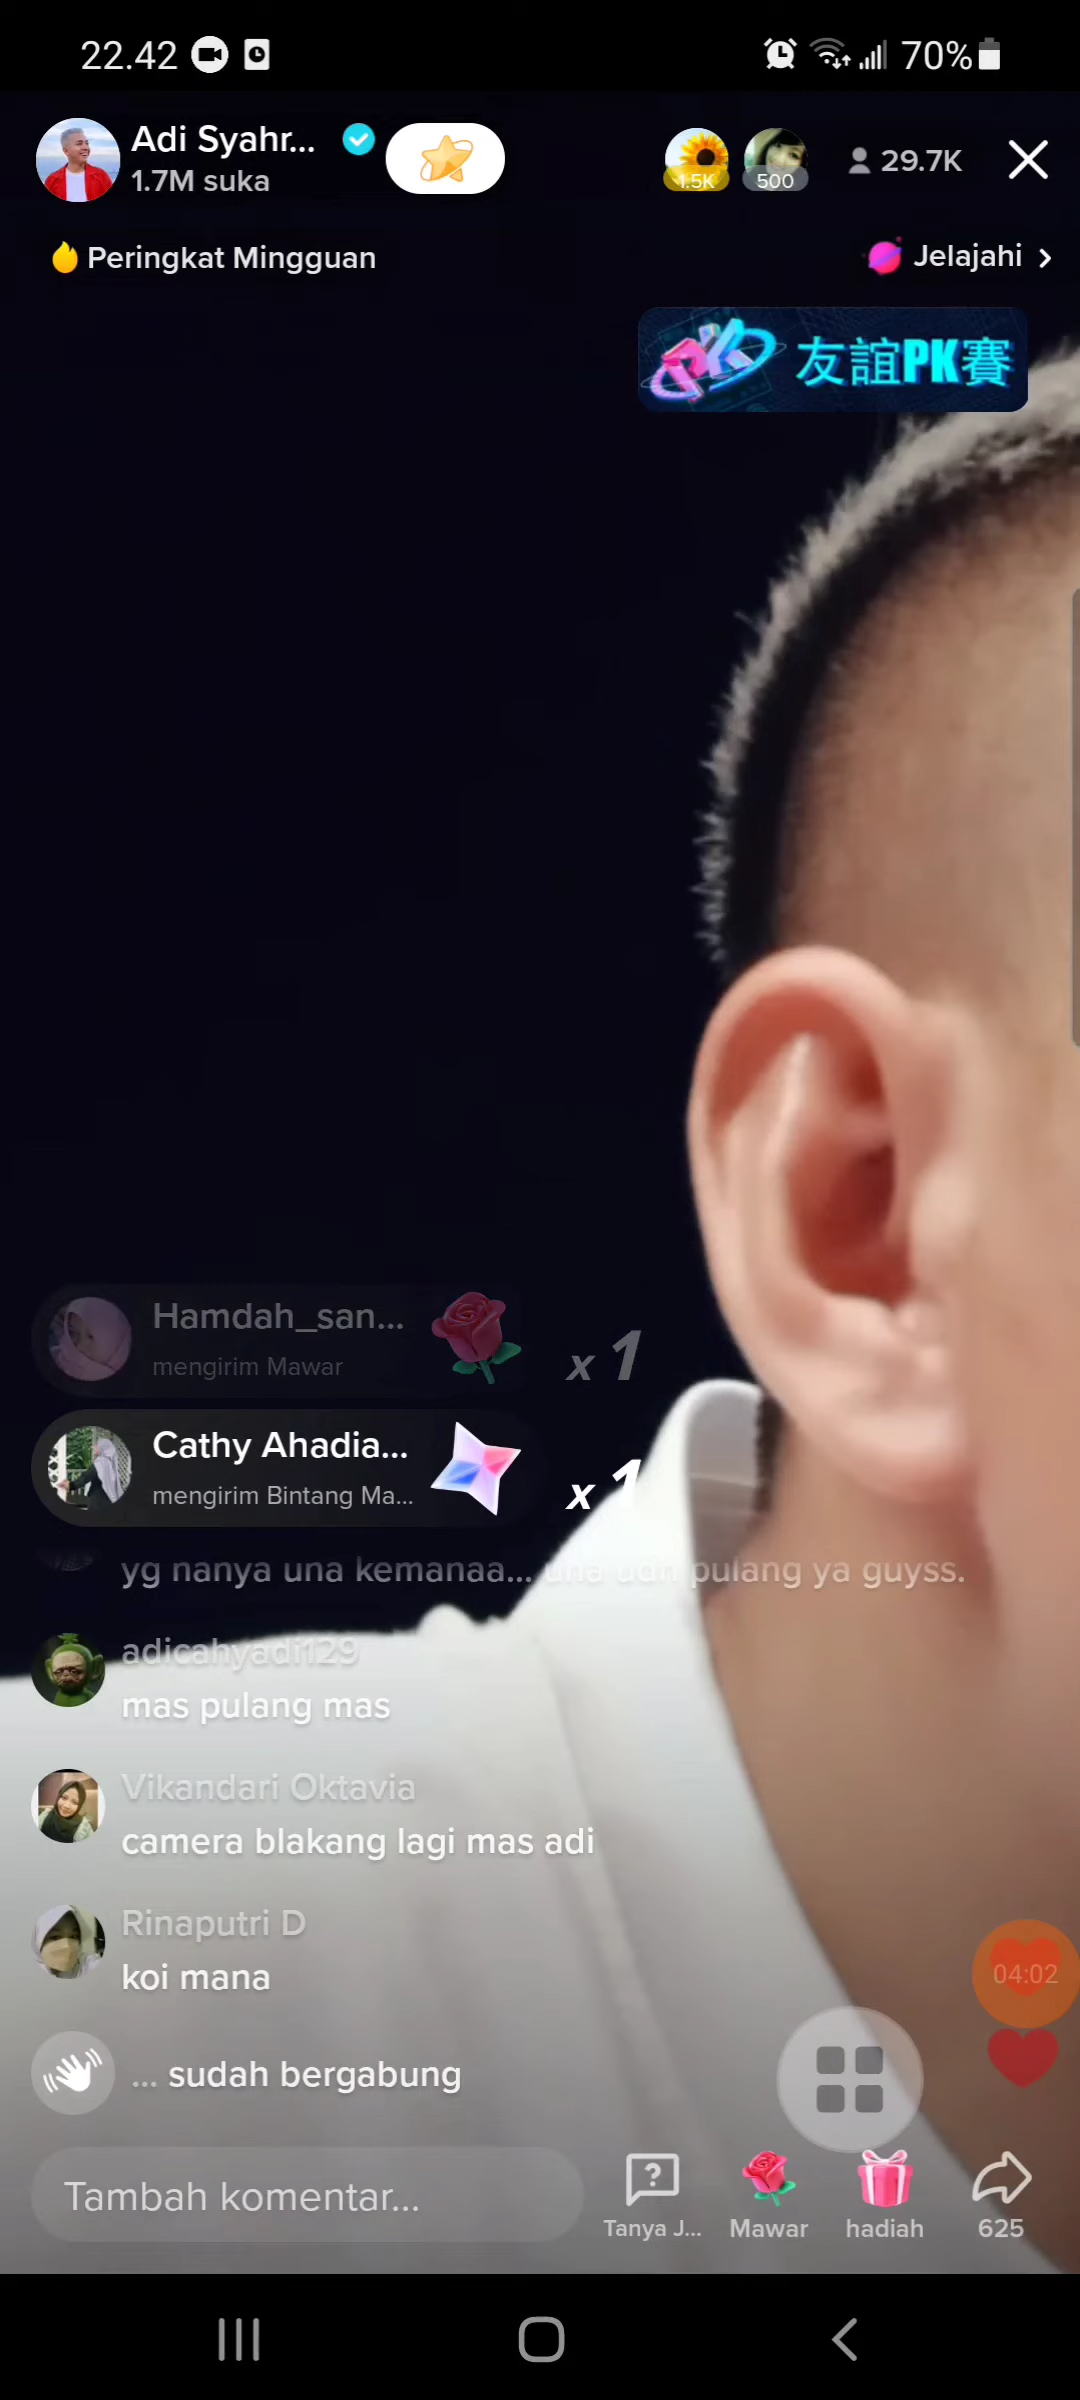 22.42
70%
Adi Syahr...
1.7M suka
1.5K
500
29.7K
Peringkat Mingguan
Jelajahi
友誼PK賽
Hamdah_san...
mengirim Mawar
x 1
Cathy Ahadia...
mengirim Bintang Ma...
x 1
yg nanya una kemanaa... una udh pulang ya guyss.
adicahyadi129
mas pulang mas
Vikandari Oktavia
camera blakang lagi mas adi
Rinaputri D
koi mana
04:02
... sudah bergabung
Tambah komentar...
Tanya J...
Mawar
hadiah
625